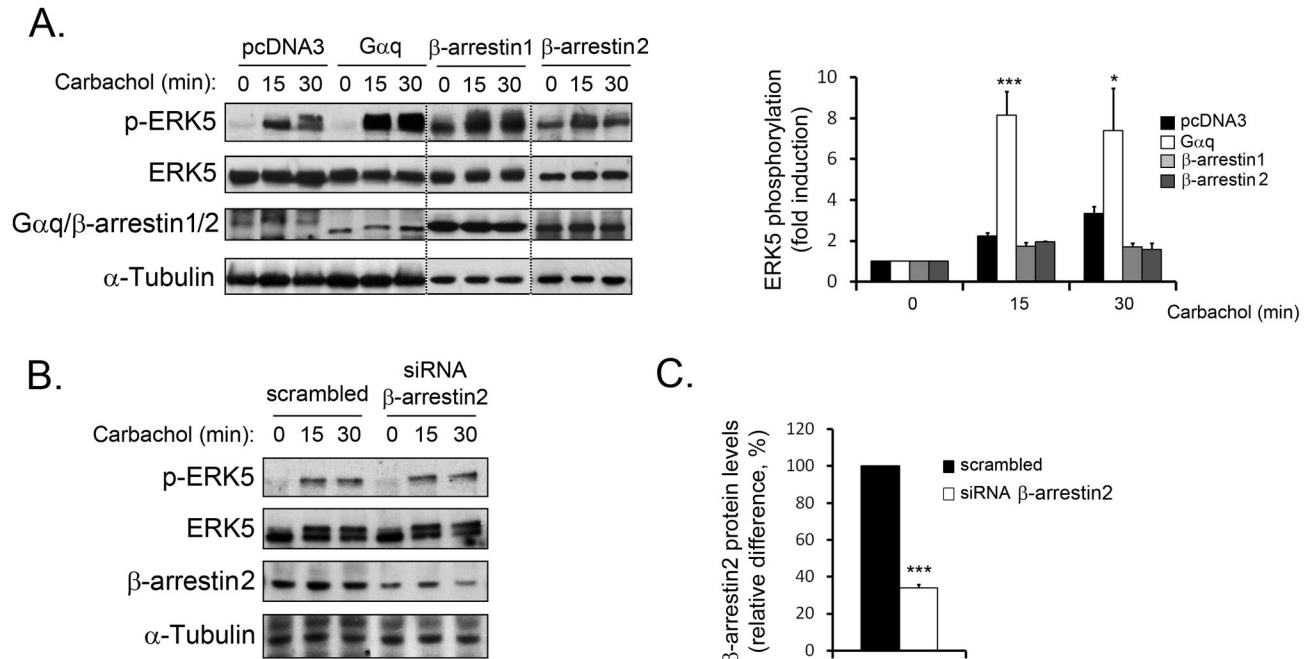 A.
pcDNA3 Gαq β-arrestin1 β-arrestin2
Carbachol (min): 0 15 30 0 15 30 0 15 30 0 15 30
p-ERK5
ERK5
Gαq/β-arrestin1/2
α-Tubulin
ERK5 phosphorylation
(fold induction)
10
8
6
4
2
0
***
*
pcDNA3
Gαq
β-arrestin1
β-arrestin2
0 15 30 Carbachol (min)
B.
scrambled siRNA β-arrestin2
Carbachol (min): 0 15 30 0 15 30
p-ERK5
ERK5
β-arrestin2
α-Tubulin
C.
β-arrestin2 protein levels
(relative difference, %)
120
100
80
60
40
20
0
***
scrambled
siRNA β-arrestin2